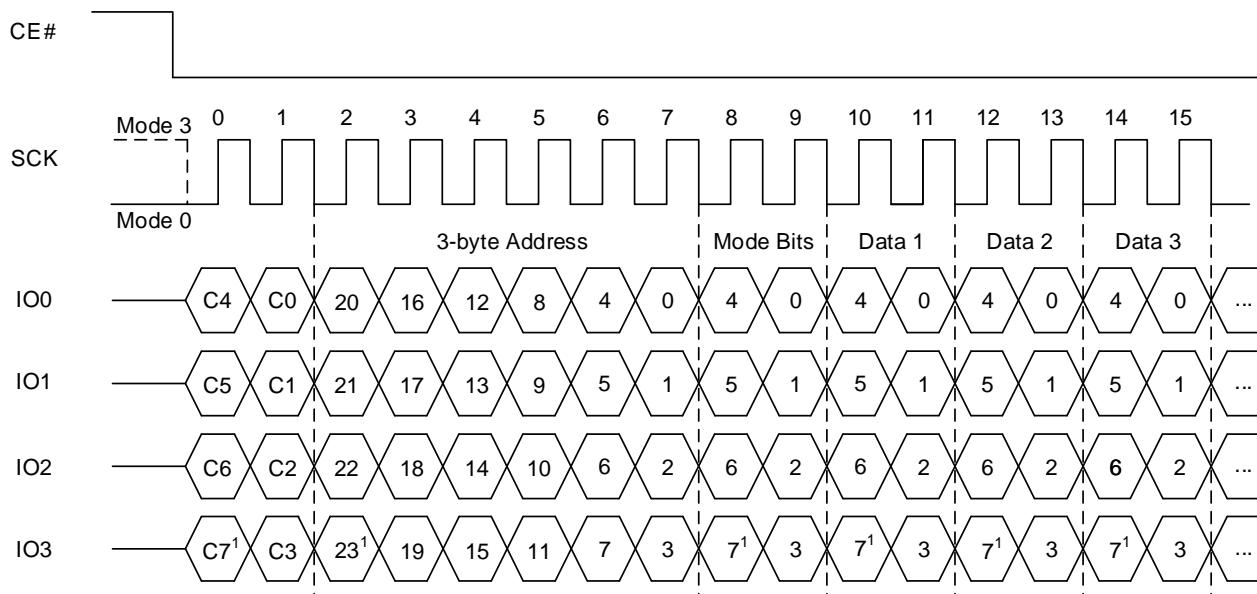 CE#
0 1 2 3 4 5 6 7 8 9 10 11 12 13 14 15
Mode 3
SCK
Mode 0
3-byte Address Mode Bits Data 1 Data 2 Data 3
IO0 C4 C0 20 16 12 8 4 0 4 0 4 0 4 0 4 0 ...
IO1 C5 C1 21 17 13 9 5 1 5 1 5 1 5 1 5 1 ...
IO2 C6 C2 22 18 14 10 6 2 6 2 6 2 6 2 6 2 ...
IO3 C7¹ C3 23¹ 19 15 11 7 3 7¹ 3 7¹ 3 7¹ 3 7¹ 3 ...